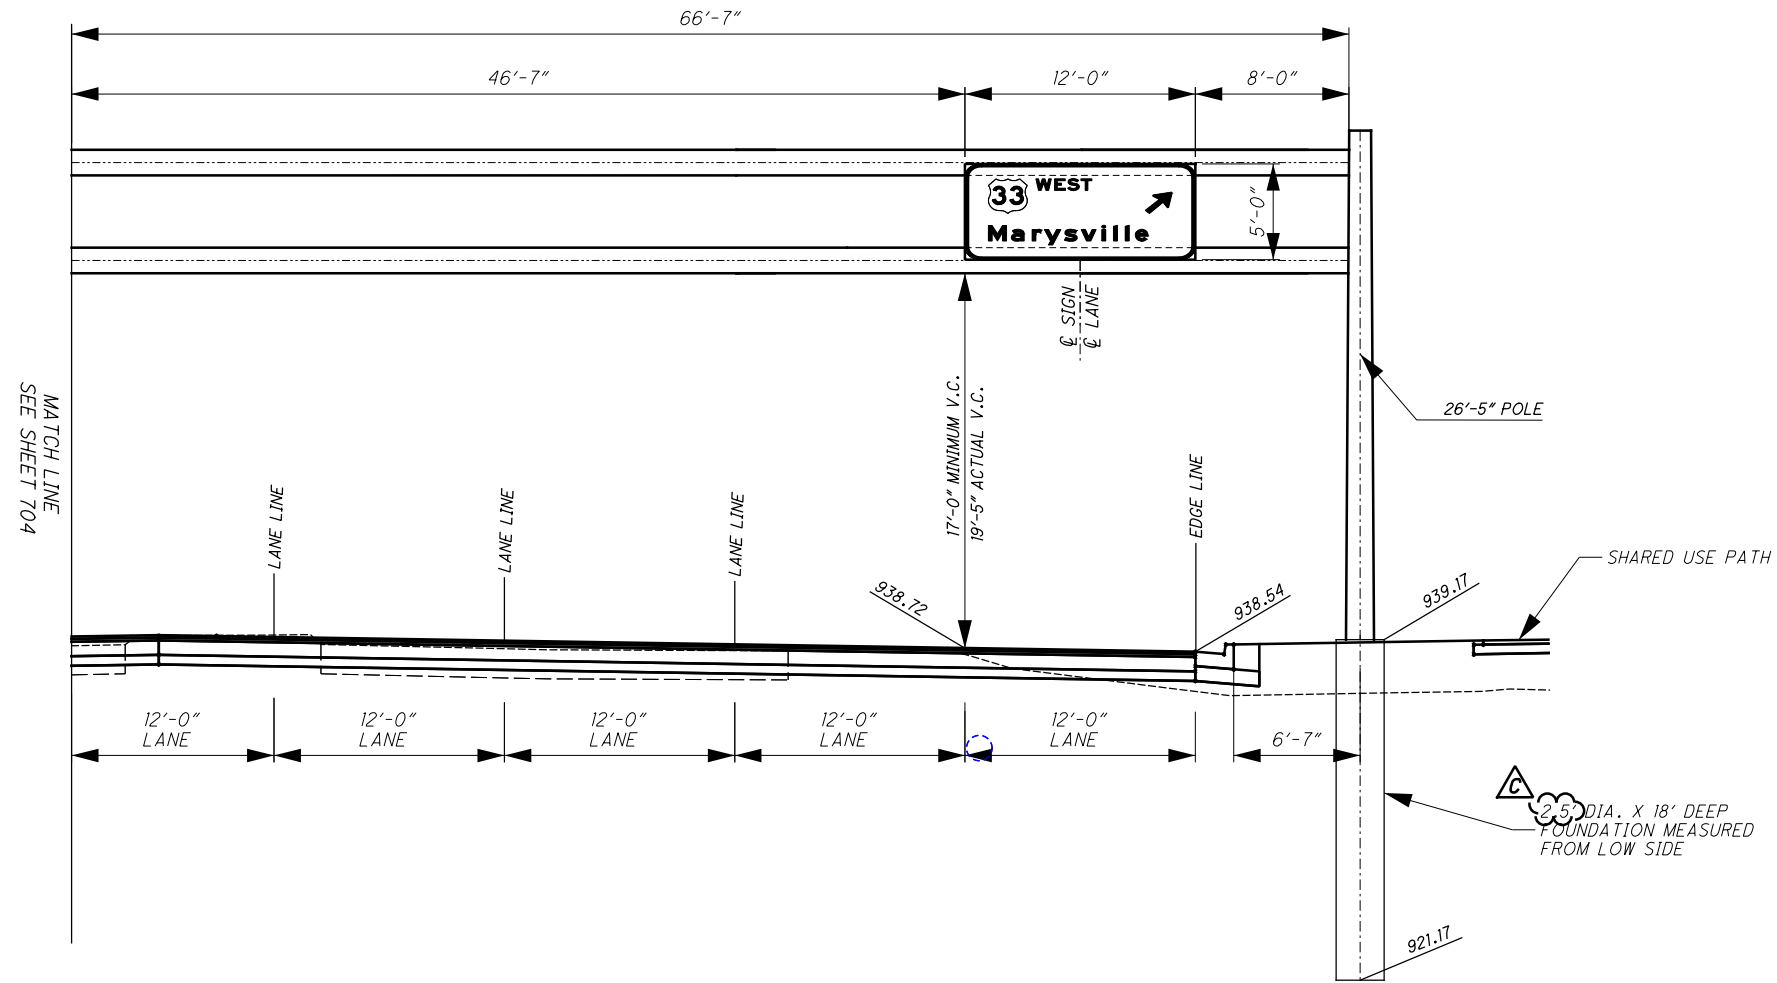 66'-7"
46'-7"
12'-0"
8'-0"
33 WEST
Marysville
5'-0"
℄ SIGN
℄ LANE
MATCH LINE
SEE SHEET 704
26'-5" POLE
17'-0" MINIMUM V.C.
19'-5" ACTUAL V.C.
LANE LINE
LANE LINE
LANE LINE
EDGE LINE
SHARED USE PATH
938.72
938.54
939.17
12'-0"
LANE
12'-0"
LANE
12'-0"
LANE
12'-0"
LANE
12'-0"
LANE
6'-7"
C
2.5' DIA. X 18' DEEP
FOUNDATION MEASURED
FROM LOW SIDE
921.17